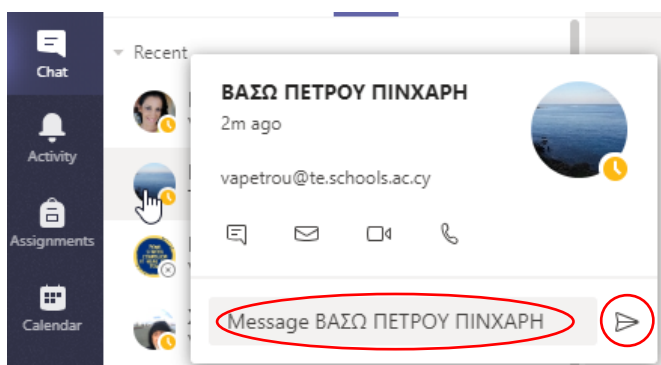 Chat
Activity
Assignments
Calendar
Recent
ΒΑΣΩ ΠΕΤΡΟΥ ΠΙΝΧΑΡΗ
2m ago
vapetrou@te.schools.ac.cy
Message ΒΑΣΩ ΠΕΤΡΟΥ ΠΙΝΧΑΡΗ